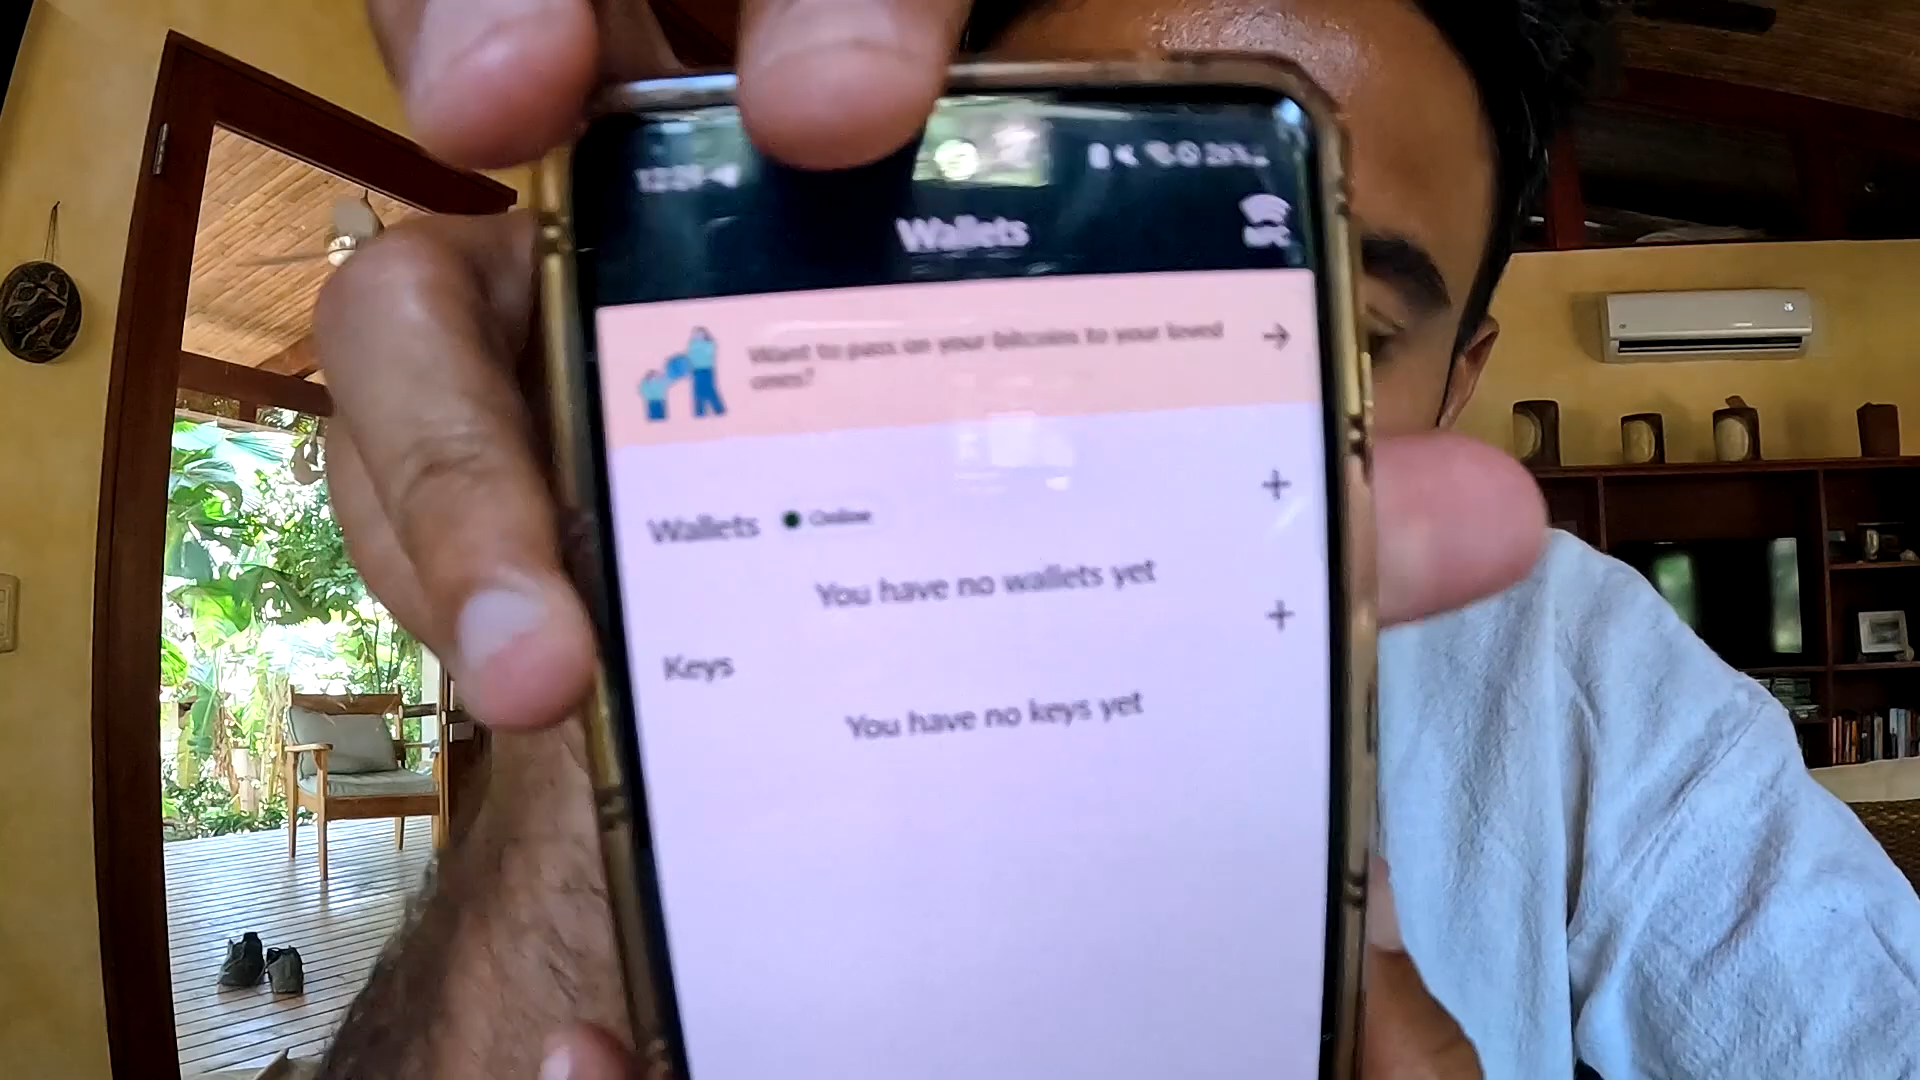 Wallets
NFC
Want to pass on your bitcoins to your loved
ones?
Wallets Online
You have no wallets yet
Keys
You have no keys yet